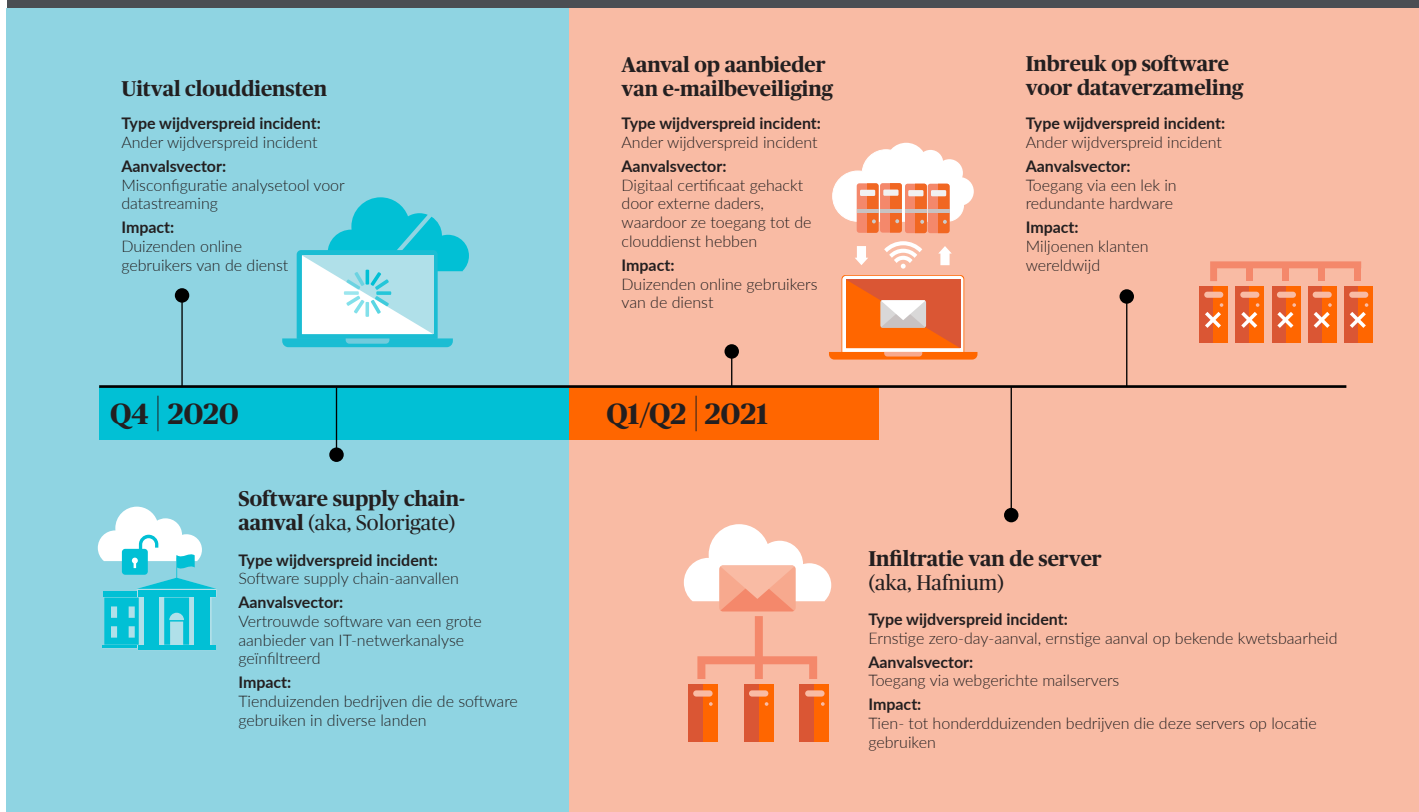 Uitval clouddiensten
Type wijdverspreid incident:
Ander wijdverspreid incident
Aanvalsvector:
Misconfiguratie analysetool voor
datastreaming
Impact:
Duizenden online
gebruikers van de dienst
Aanval op aanbieder
van e-mailbeveiliging
Type wijdverspreid incident:
Ander wijdverspreid incident
Aanvalsvector:
Digitaal certificaat gehackt
door externe daders,
waardoor ze toegang tot de
clouddienst hebben
Impact:
Duizenden online gebruikers
van de dienst
Inbreuk op software
voor dataverzameling
Type wijdverspreid incident:
Ander wijdverspreid incident
Aanvalsvector:
Toegang via een lek in
redundante hardware
Impact:
Miljoenen klanten
wereldwijd
Q4 | 2020
Q1/Q2 | 2021
Software supply chain-
aanval (aka, Solorigate)
Type wijdverspreid incident:
Software supply chain-aanvallen
Aanvalsvector:
Vertrouwde software van een grote
aanbieder van IT-netwerkanalyse
geïnfiltreerd
Impact:
Tienduizenden bedrijven die de software
gebruiken in diverse landen
Infiltratie van de server
(aka, Hafnium)
Type wijdverspreid incident:
Ernstige zero-day-aanval, ernstige aanval op bekende kwetsbaarheid
Aanvalsvector:
Toegang via webgerichte mailservers
Impact:
Tien- tot honderdduizenden bedrijven die deze servers op locatie
gebruiken